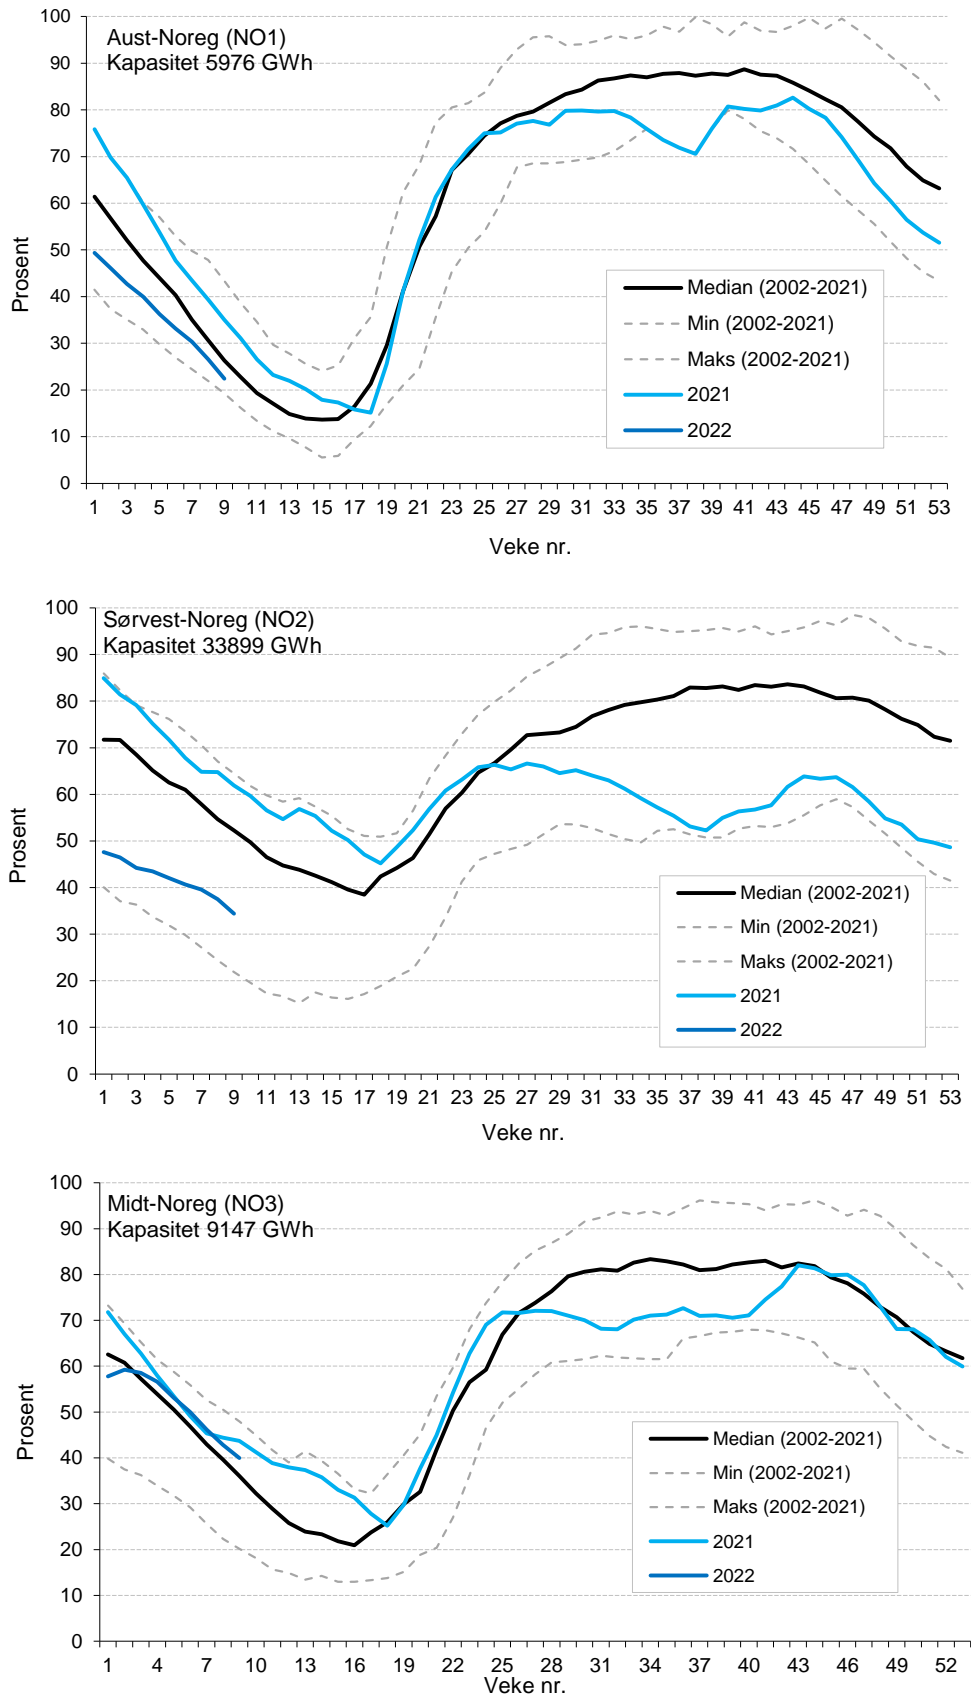 Aust-Noreg (NO1)
Kapasitet 5976 GWh
Prosent
100
90
80
70
60
50
40
30
20
10
0
Median (2002-2021)
Min (2002-2021)
Maks (2002-2021)
2021
2022
1 3 5 7 9 11 13 15 17 19 21 23 25 27 29 31 33 35 37 39 41 43 45 47 49 51 53
Veke nr.
Sørvest-Noreg (NO2)
Kapasitet 33899 GWh
Prosent
100
90
80
70
60
50
40
30
20
10
0
Median (2002-2021)
Min (2002-2021)
Maks (2002-2021)
2021
2022
1 3 5 7 9 11 13 15 17 19 21 23 25 27 29 31 33 35 37 39 41 43 45 47 49 51 53
Veke nr.
Midt-Noreg (NO3)
Kapasitet 9147 GWh
Prosent
100
90
80
70
60
50
40
30
20
10
0
Median (2002-2021)
Min (2002-2021)
Maks (2002-2021)
2021
2022
1 4 7 10 13 16 19 22 25 28 31 34 37 40 43 46 49 52
Veke nr.